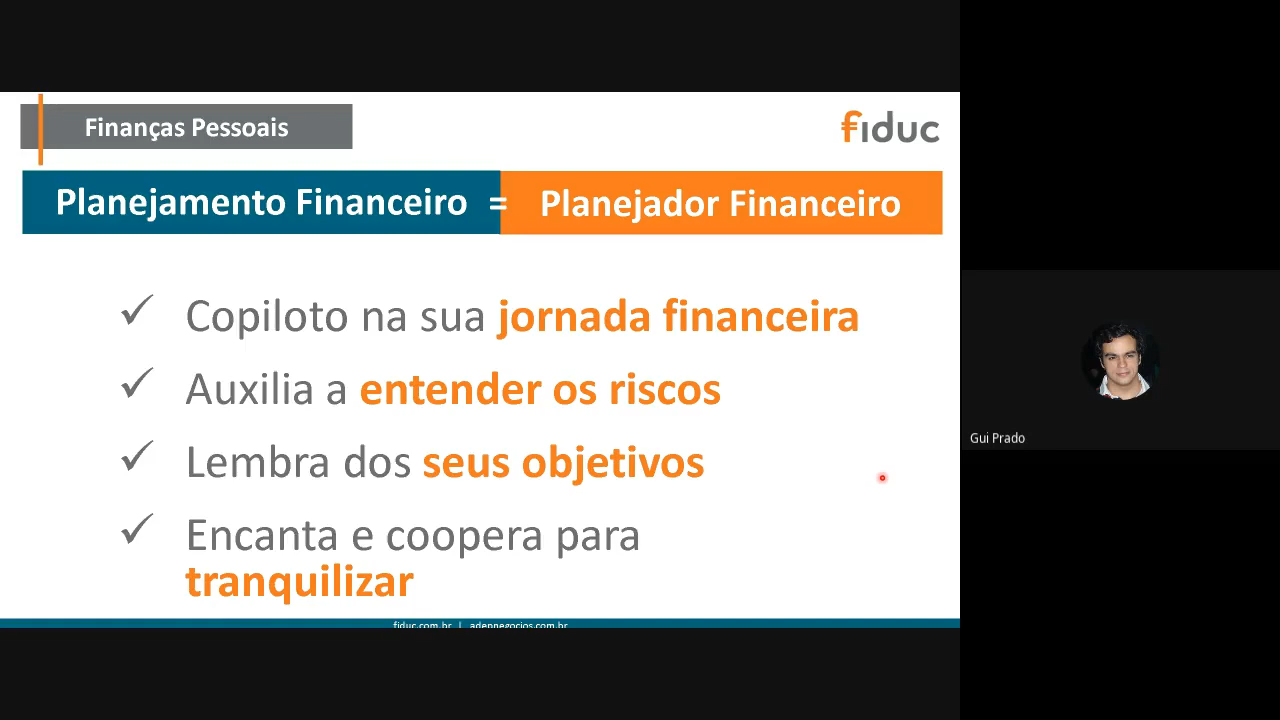 Finanças Pessoais
fiduc
Planejamento Financeiro = Planejador Financeiro
✓ Copiloto na sua jornada financeira
✓ Auxilia a entender os riscos
✓ Lembra dos seus objetivos
✓ Encanta e coopera para
tranquilizar
fiduc.com.br | adennegocios.com.br
Gui Prado